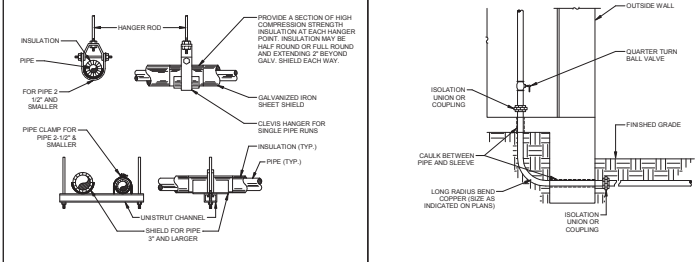 HANGER ROD
INSULATION
PIPE
FOR PIPE 2
1/2" AND
SMALLER
PROVIDE A SECTION OF HIGH
COMPRESSION STRENGTH
INSULATION AT EACH HANGER
POINT. INSULATION MAY BE
HALF ROUND OR FULL ROUND
AND EXTENDING 2" BEYOND
GALV. SHIELD EACH WAY.
GALVANIZED IRON
SHEET SHIELD
CLEVIS HANGER FOR
SINGLE PIPE RUNS
PIPE CLAMP FOR
PIPE 2-1/2" &
SMALLER
INSULATION (TYP.)
PIPE (TYP.)
UNISTRUT CHANNEL
SHIELD FOR PIPE
3" AND LARGER
OUTSIDE WALL
QUARTER TURN
BALL VALVE
ISOLATION
UNION OR
COUPLING
FINISHED GRADE
CAULK BETWEEN
PIPE AND SLEEVE
LONG RADIUS BEND
COPPER (SIZE AS
INDICATED ON PLANS)
ISOLATION
UNION OR
COUPLING